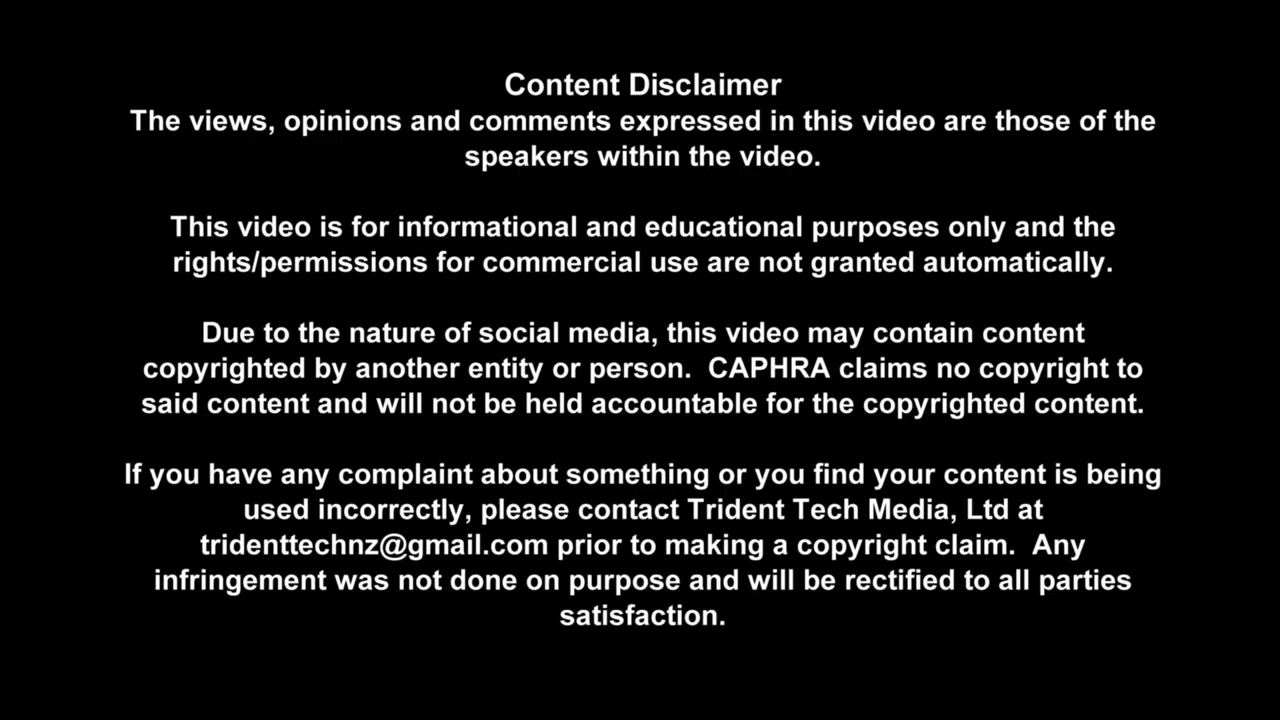 Content Disclaimer
The views, opinions and comments expressed in this video are those of the
speakers within the video.
This video is for informational and educational purposes only and the
rights/permissions for commercial use are not granted automatically.
Due to the nature of social media, this video may contain content
copyrighted by another entity or person.  CAPHRA claims no copyright to
said content and will not be held accountable for the copyrighted content.
If you have any complaint about something or you find your content is being
used incorrectly, please contact Trident Tech Media, Ltd at
tridenttechnz@gmail.com prior to making a copyright claim.  Any
infringement was not done on purpose and will be rectified to all parties
satisfaction.